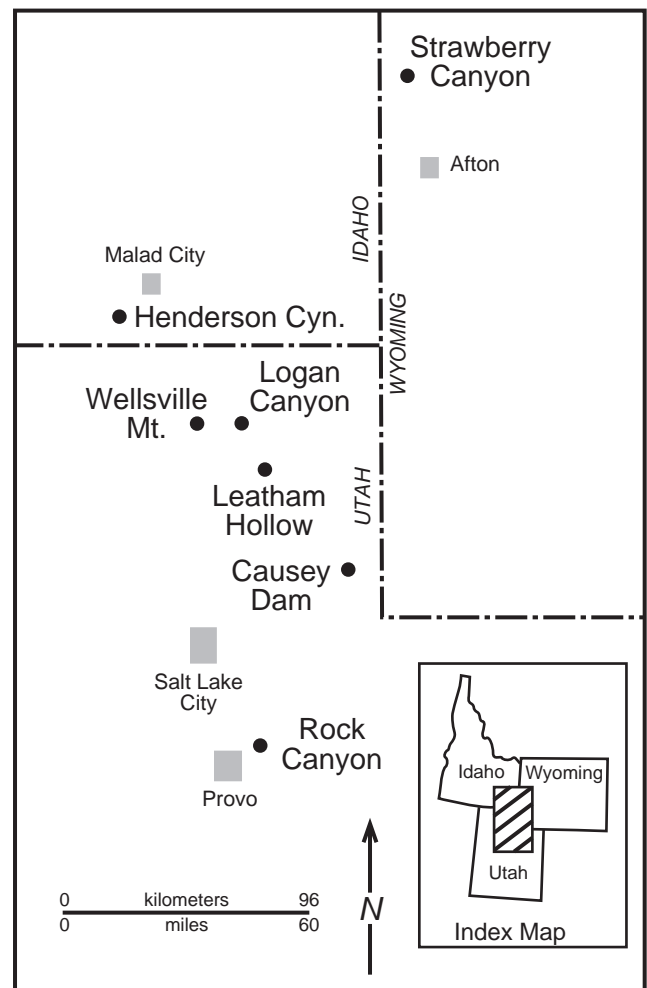 Strawberry
Canyon
Afton
IDAHO
Malad City
WYOMING
Henderson Cyn.
Logan
Canyon
Wellsville
Mt.
UTAH
Leatham
Hollow
Causey
Dam
Salt Lake
City
Rock
Canyon
Provo
Idaho
Wyoming
Utah
Index Map
0 kilometers 96
0 miles 60
N